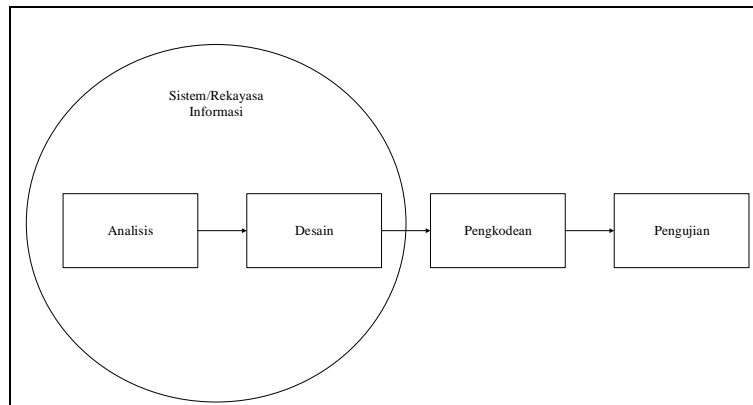 Sistem/Rekayasa
Informasi
Analisis
Desain
Pengkodean
Pengujian